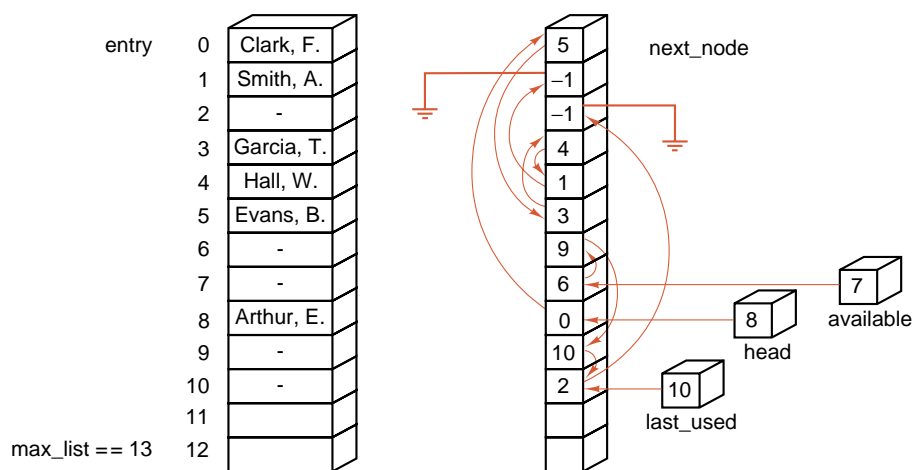 entry 0 Clark, F. 5 next_node
1 Smith, A. –1
2 - –1
3 Garcia, T. 4
4 Hall, W. 1
5 Evans, B. 3
6 - 9
7 - 6 7
available
8 Arthur, E. 0 8
head
9 - 10
10 - 2 10
last_used
11
max_list == 13 12